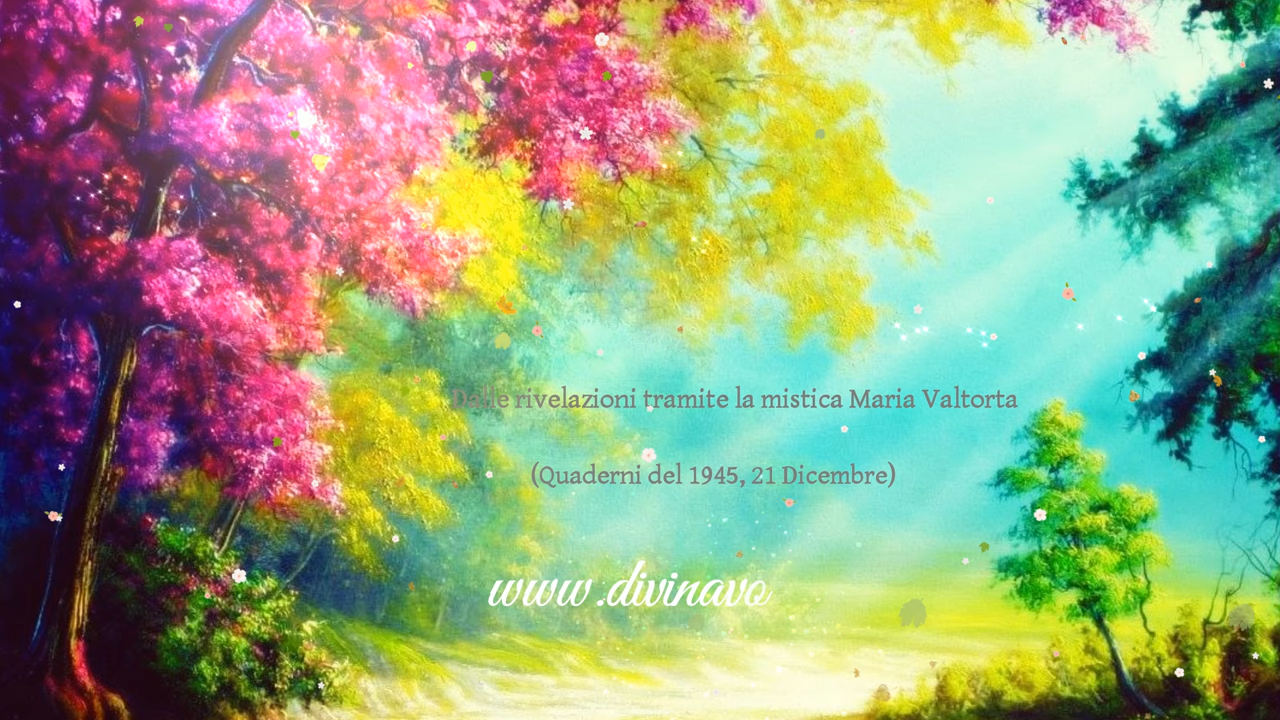 Dalle rivelazioni tramite la mistica Maria Valtorta
(Quaderni del 1945, 21 Dicembre)
www.divinavo